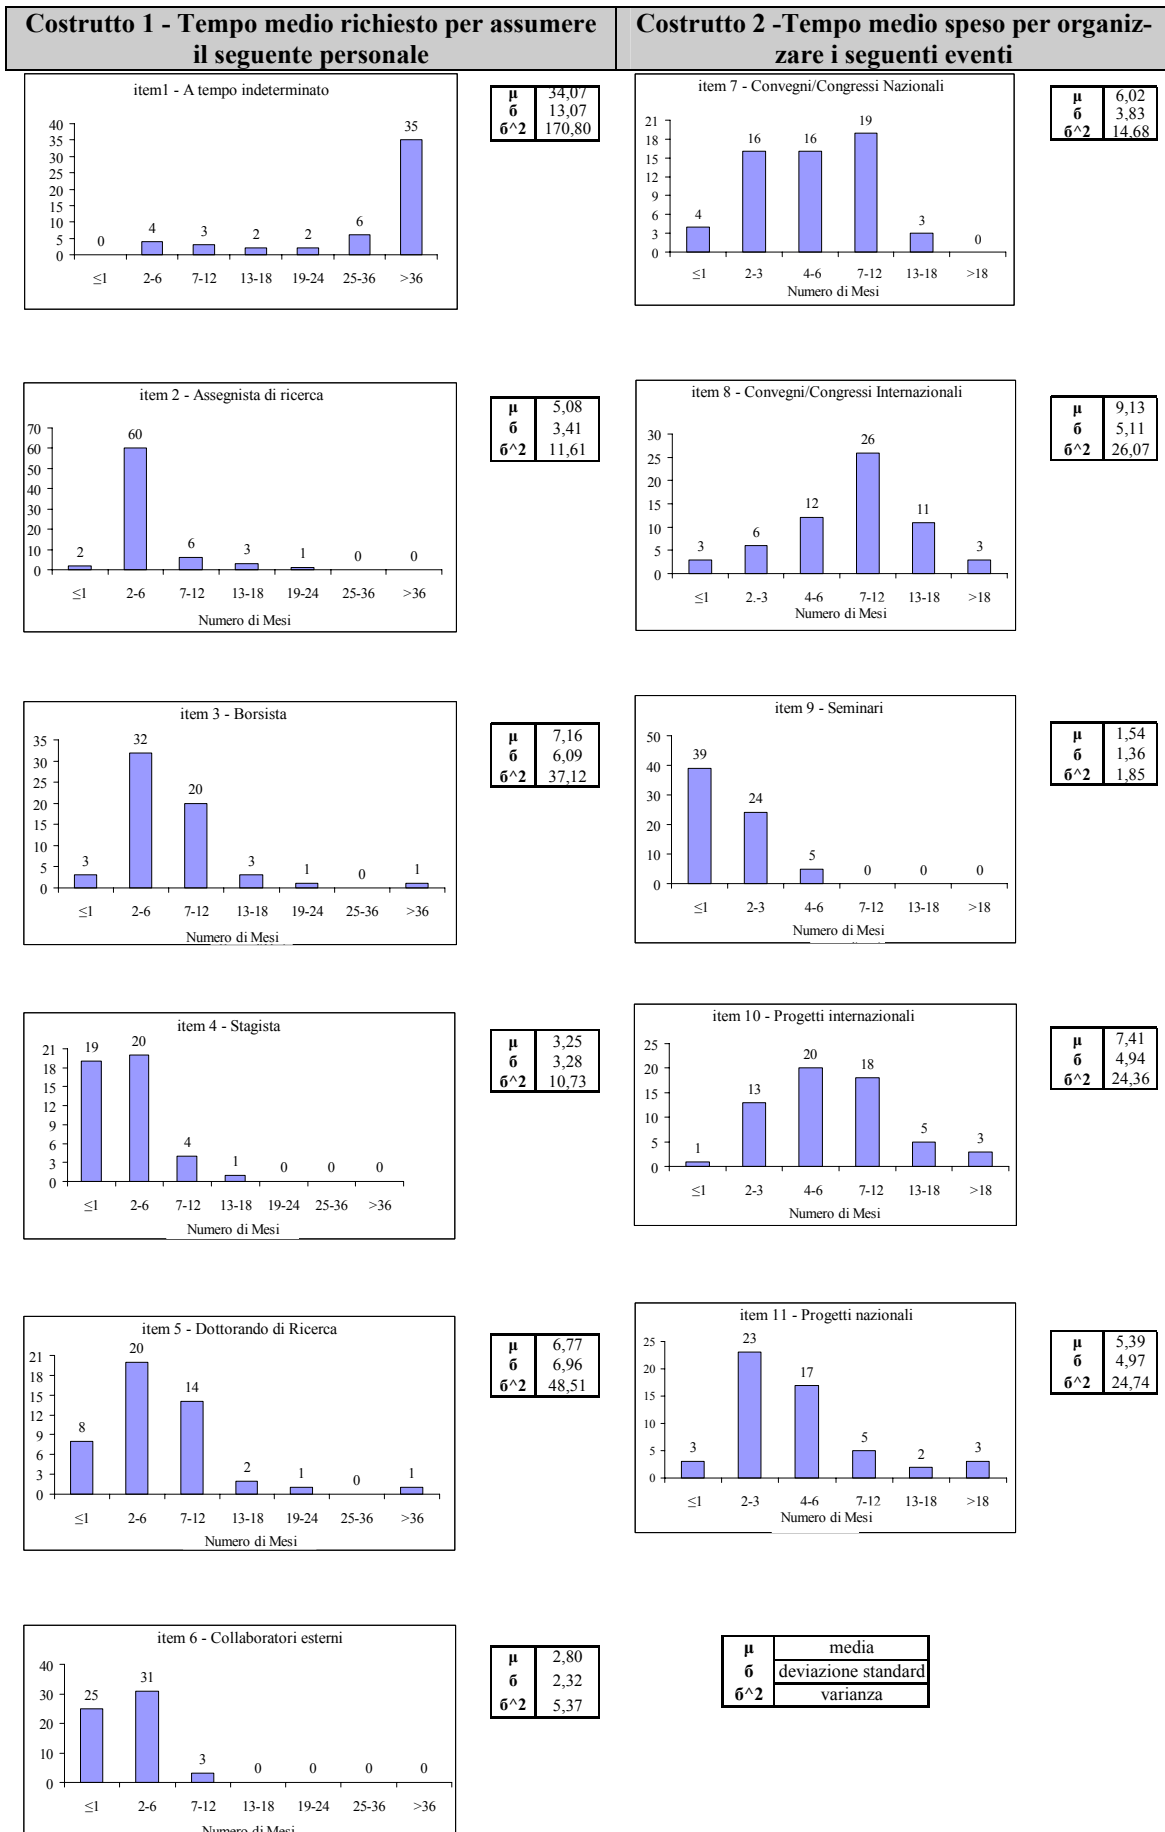 Costrutto 1 - Tempo medio richiesto per assumere
il seguente personale
Costrutto 2 -Tempo medio speso per organiz-
zare i seguenti eventi
item1 - A tempo indeterminato
40
35
30
25
20
15
10
5
0
0 4 3 2 2 6 35
≤1 2-6 7-12 13-18 19-24 25-36 >36
μ 34,07
б 13,07
б^2 170,80
item 7 - Convegni/Congressi Nazionali
21
18
15
12
9
6
3
0
4 16 16 19 3 0
≤1 2-3 4-6 7-12 13-18 >18
Numero di Mesi
μ 6,02
б 3,83
б^2 14,68
item 2 - Assegnista di ricerca
70
60
50
40
30
20
10
0
2 60 6 3 1 0 0
≤1 2-6 7-12 13-18 19-24 25-36 >36
Numero di Mesi
μ 5,08
б 3,41
б^2 11,61
item 8 - Convegni/Congressi Internazionali
30
25
20
15
10
5
0
3 6 12 26 11 3
≤1 2.-3 4-6 7-12 13-18 >18
Numero di Mesi
μ 9,13
б 5,11
б^2 26,07
item 3 - Borsista
35
30
25
20
15
10
5
0
3 32 20 3 1 0 1
≤1 2-6 7-12 13-18 19-24 25-36 >36
Numero di Mesi
μ 7,16
б 6,09
б^2 37,12
item 9 - Seminari
50
40
30
20
10
0
39 24 5 0 0 0
≤1 2-3 4-6 7-12 13-18 >18
Numero di Mesi
μ 1,54
б 1,36
б^2 1,85
item 4 - Stagista
21
18
15
12
9
6
3
0
19 20 4 1 0 0 0
≤1 2-6 7-12 13-18 19-24 25-36 >36
Numero di Mesi
μ 3,25
б 3,28
б^2 10,73
item 10 - Progetti internazionali
25
20
15
10
5
0
1 13 20 18 5 3
≤1 2-3 4-6 7-12 13-18 >18
Numero di Mesi
μ 7,41
б 4,94
б^2 24,36
item 5 - Dottorando di Ricerca
21
18
15
12
9
6
3
0
8 20 14 2 1 0 1
≤1 2-6 7-12 13-18 19-24 25-36 >36
Numero di Mesi
μ 6,77
б 6,96
б^2 48,51
item 11 - Progetti nazionali
25
20
15
10
5
0
3 23 17 5 2 3
≤1 2-3 4-6 7-12 13-18 >18
Numero di Mesi
μ 5,39
б 4,97
б^2 24,74
item 6 - Collaboratori esterni
40
30
20
10
0
25 31 3 0 0 0 0
≤1 2-6 7-12 13-18 19-24 25-36 >36
Numero di Mesi
μ 2,80
б 2,32
б^2 5,37
μ media
б deviazione standard
б^2 varianza